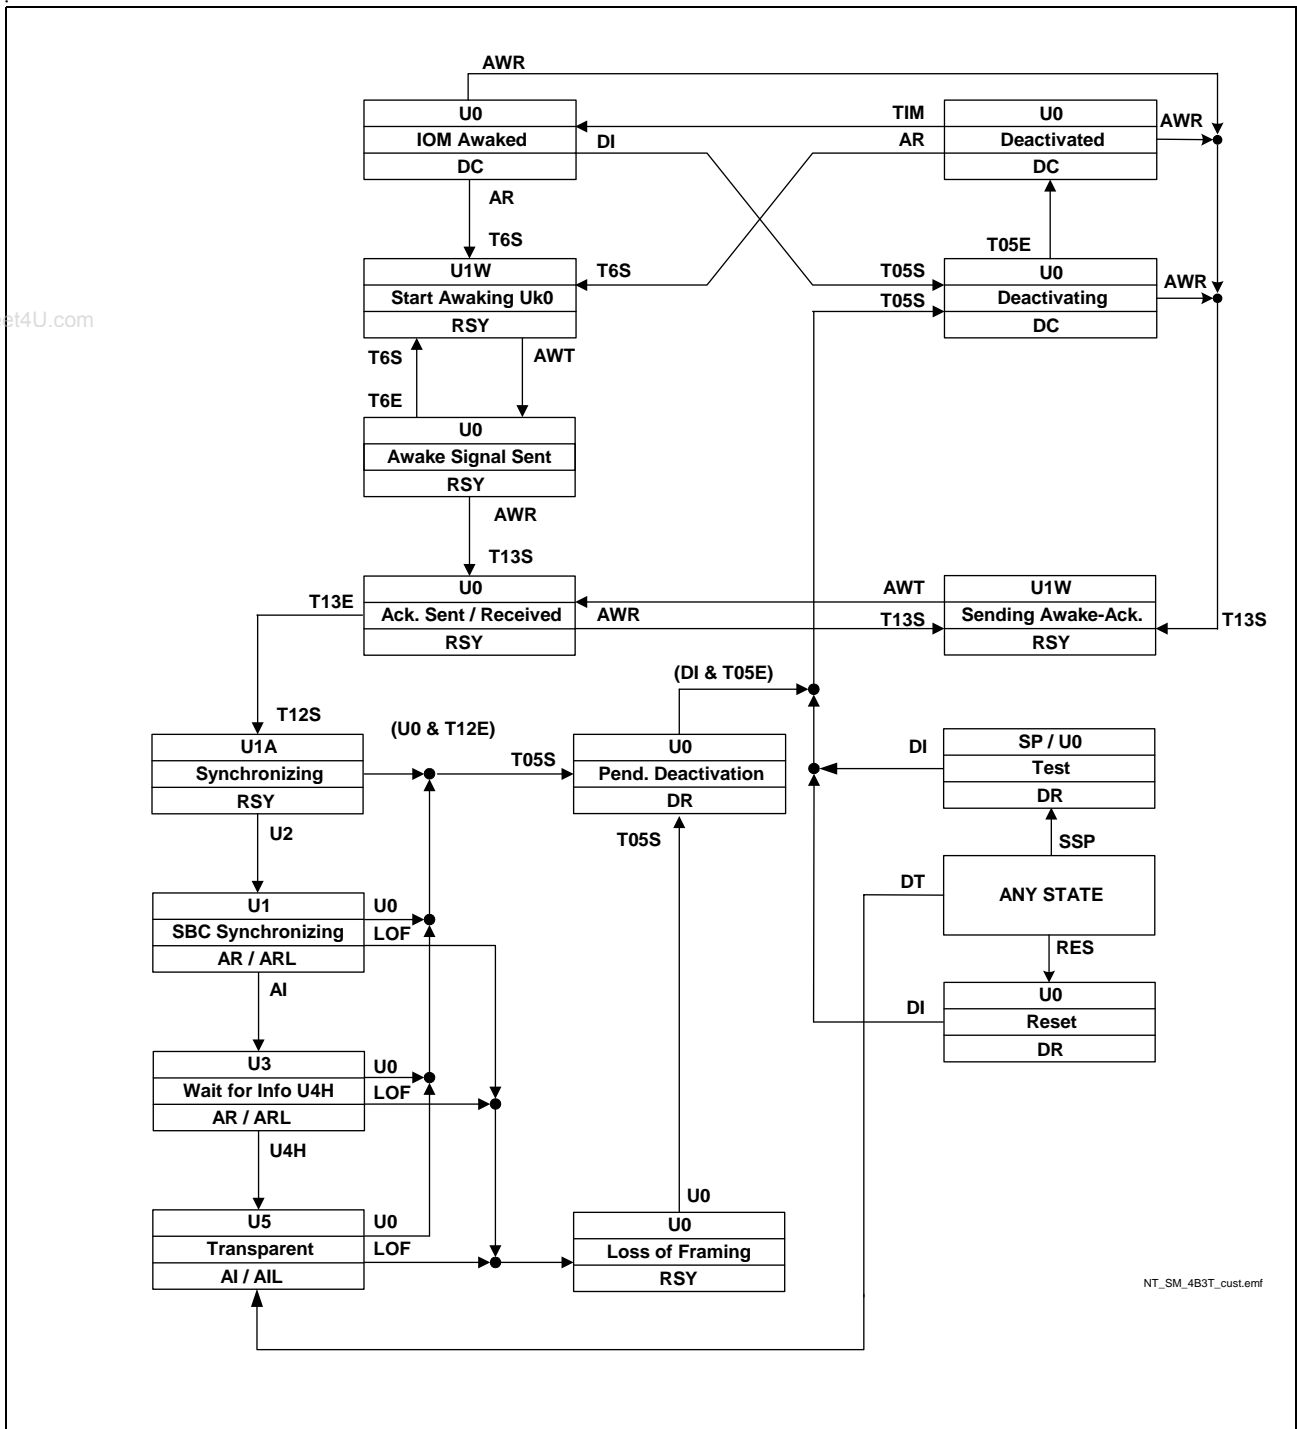 AWR
U0
IOM Awaked
DC
TIM
DI
AR
U0
Deactivated
DC
AWR
AR
T6S
T05E
U1W
Start Awaking Uk0
RSY
T6S
T05S
T05S
U0
Deactivating
DC
AWR
et4U.com
T6S
AWT
T6E
U0
Awake Signal Sent
RSY
AWR
T13S
T13E
U0
Ack. Sent / Received
RSY
AWT
AWR
T13S
U1W
Sending Awake-Ack.
RSY
T13S
(DI & T05E)
T12S
(U0 & T12E)
U1A
Synchronizing
RSY
T05S
U0
Pend. Deactivation
DR
DI
SP / U0
Test
DR
U2
T05S
SSP
DT
ANY STATE
U1
SBC Synchronizing
AR / ARL
U0
LOF
RES
AI
DI
U0
Reset
DR
U3
Wait for Info U4H
AR / ARL
U0
LOF
U4H
U0
U5
Transparent
AI / AIL
U0
LOF
U0
Loss of Framing
RSY
NT_SM_4B3T_cust.emf